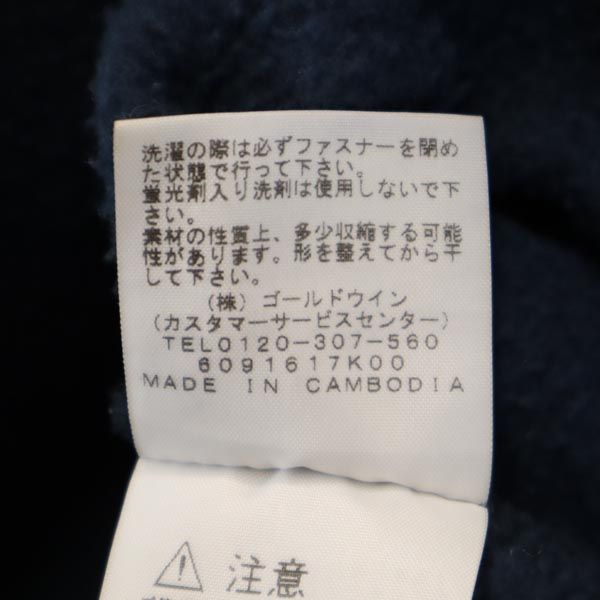 洗濯の際は必ずファスナーを閉め
た状態で行って下さい。
蛍光剤入り洗剤は使用しないで下
さい。
素材の性質上、多少収縮する可能
性があります。形を整えてから干
して下さい。
(株) ゴールドウイン
(カスタマーサービスセンター)
TEL0120-307-560
6091617K00
MADE IN CAMBODIA
注意